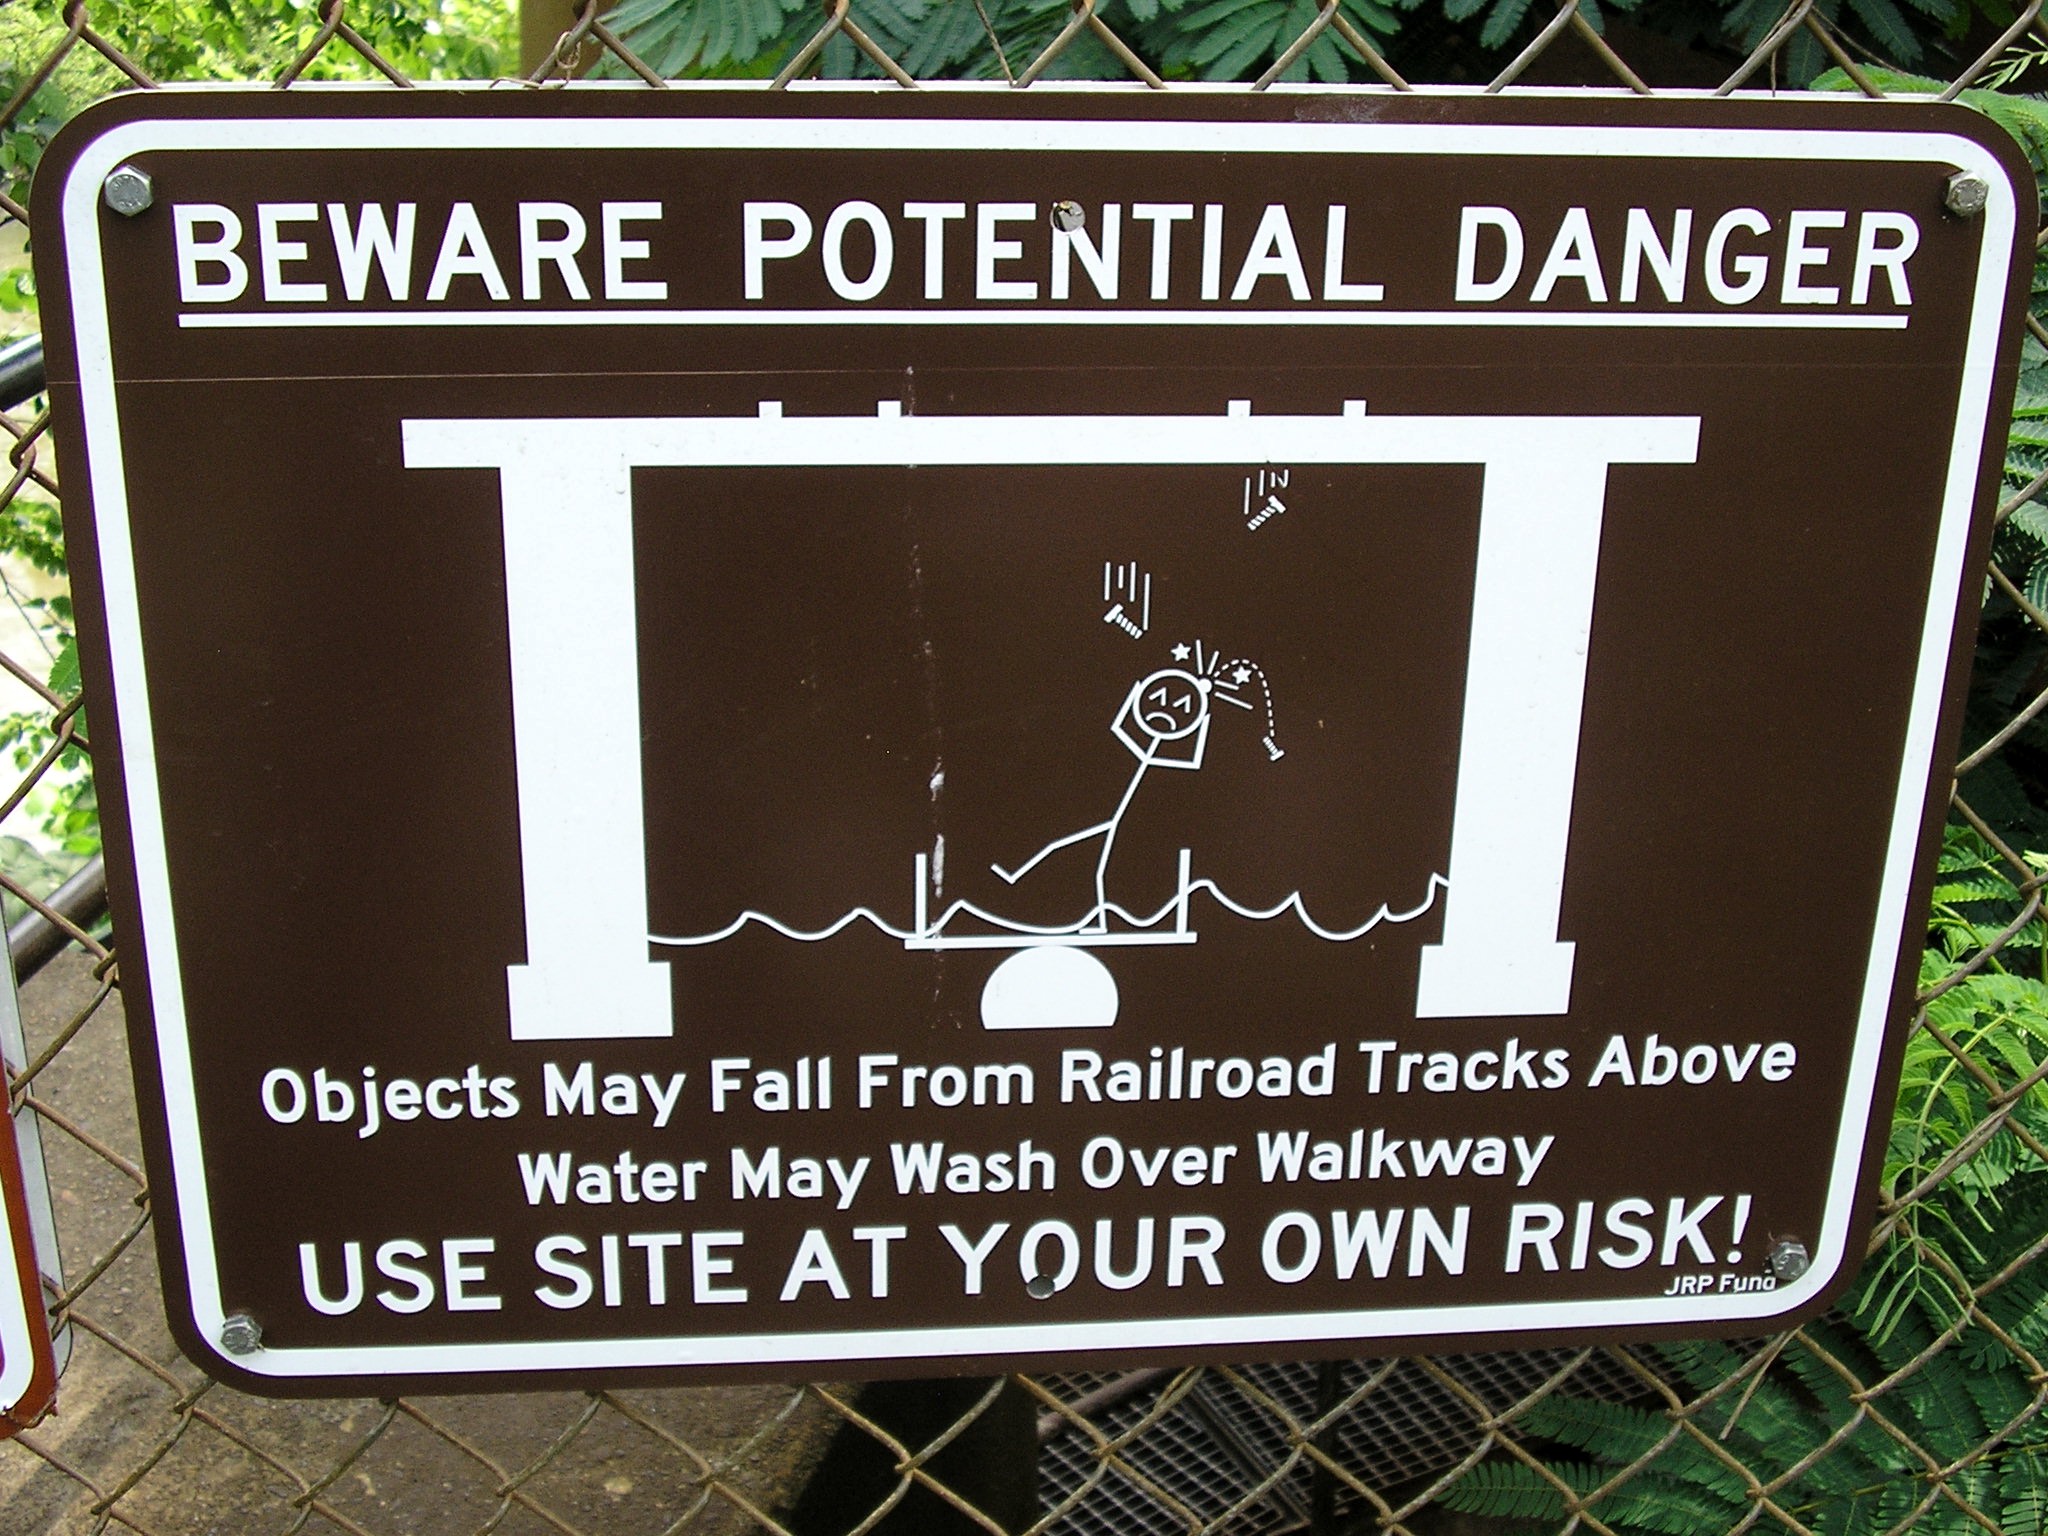 BEWARE POTENTIAL DANGER
Objects May Fall From Railroad Tracks Above
Water May Wash Over Walkway
USE SITE AT YOUR OWN RISK!
JRP Fund